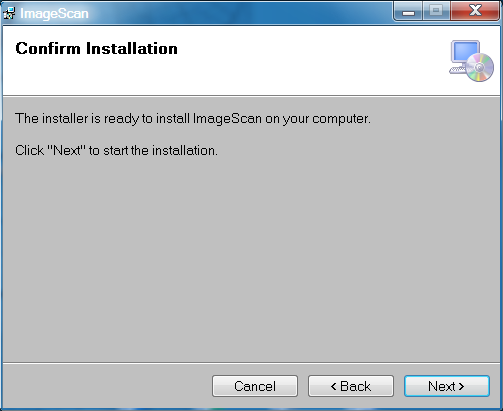 ImageScan
Confirm Installation
The installer is ready to install ImageScan on your computer.
Click "Next" to start the installation.
Cancel
< Back
Next >